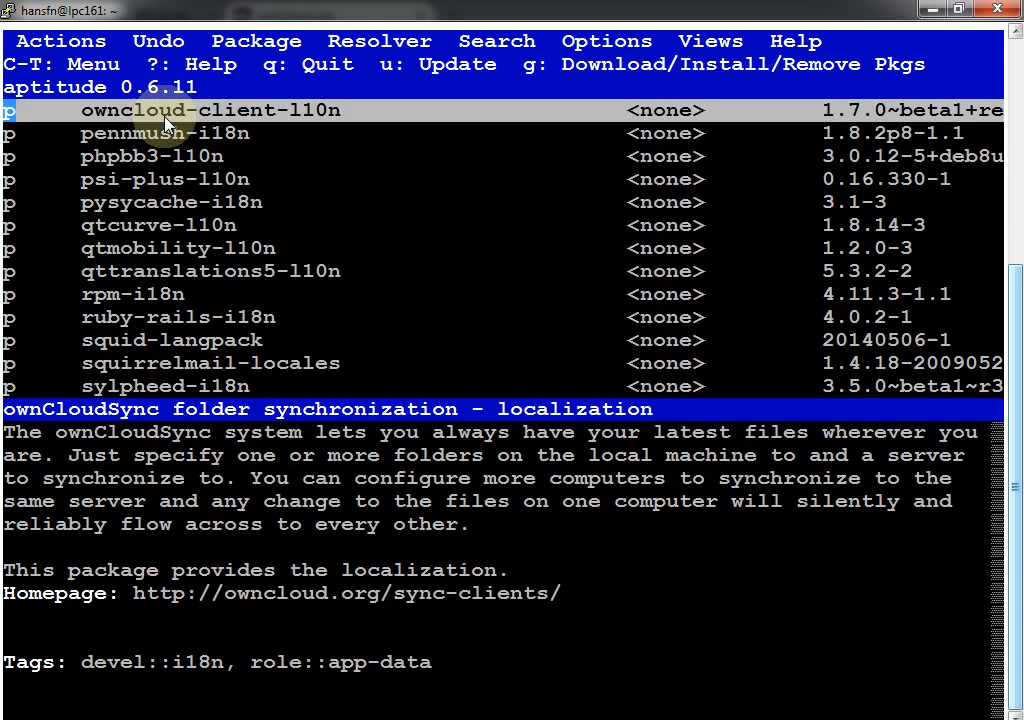 hansfn@lpc161: ~
Actions Undo Package Resolver Search Options Views Help
C-T: Menu ?: Help q: Quit u: Update g: Download/Install/Remove Pkgs
aptitude 0.6.11
p owncloud-client-l10n <none> 1.7.0~beta1+re
p pennmush-i18n <none> 1.8.2p8-1.1
p phpbb3-l10n <none> 3.0.12-5+deb8u
p psi-plus-l10n <none> 0.16.330-1
p pysycache-i18n <none> 3.1-3
p qtcurve-l10n <none> 1.8.14-3
p qtmobility-l10n <none> 1.2.0-3
p qttranslations5-l10n <none> 5.3.2-2
p rpm-i18n <none> 4.11.3-1.1
p ruby-rails-i18n <none> 4.0.2-1
p squid-langpack <none> 20140506-1
p squirrelmail-locales <none> 1.4.18-2009052
p sylpheed-i18n <none> 3.5.0~beta1~r3
ownCloudSync folder synchronization - localization
The ownCloudSync system lets you always have your latest files wherever you
are. Just specify one or more folders on the local machine to and a server
to synchronize to. You can configure more computers to synchronize to the
same server and any change to the files on one computer will silently and
reliably flow across to every other.
This package provides the localization.
Homepage: http://owncloud.org/sync-clients/
Tags: devel::i18n, role::app-data